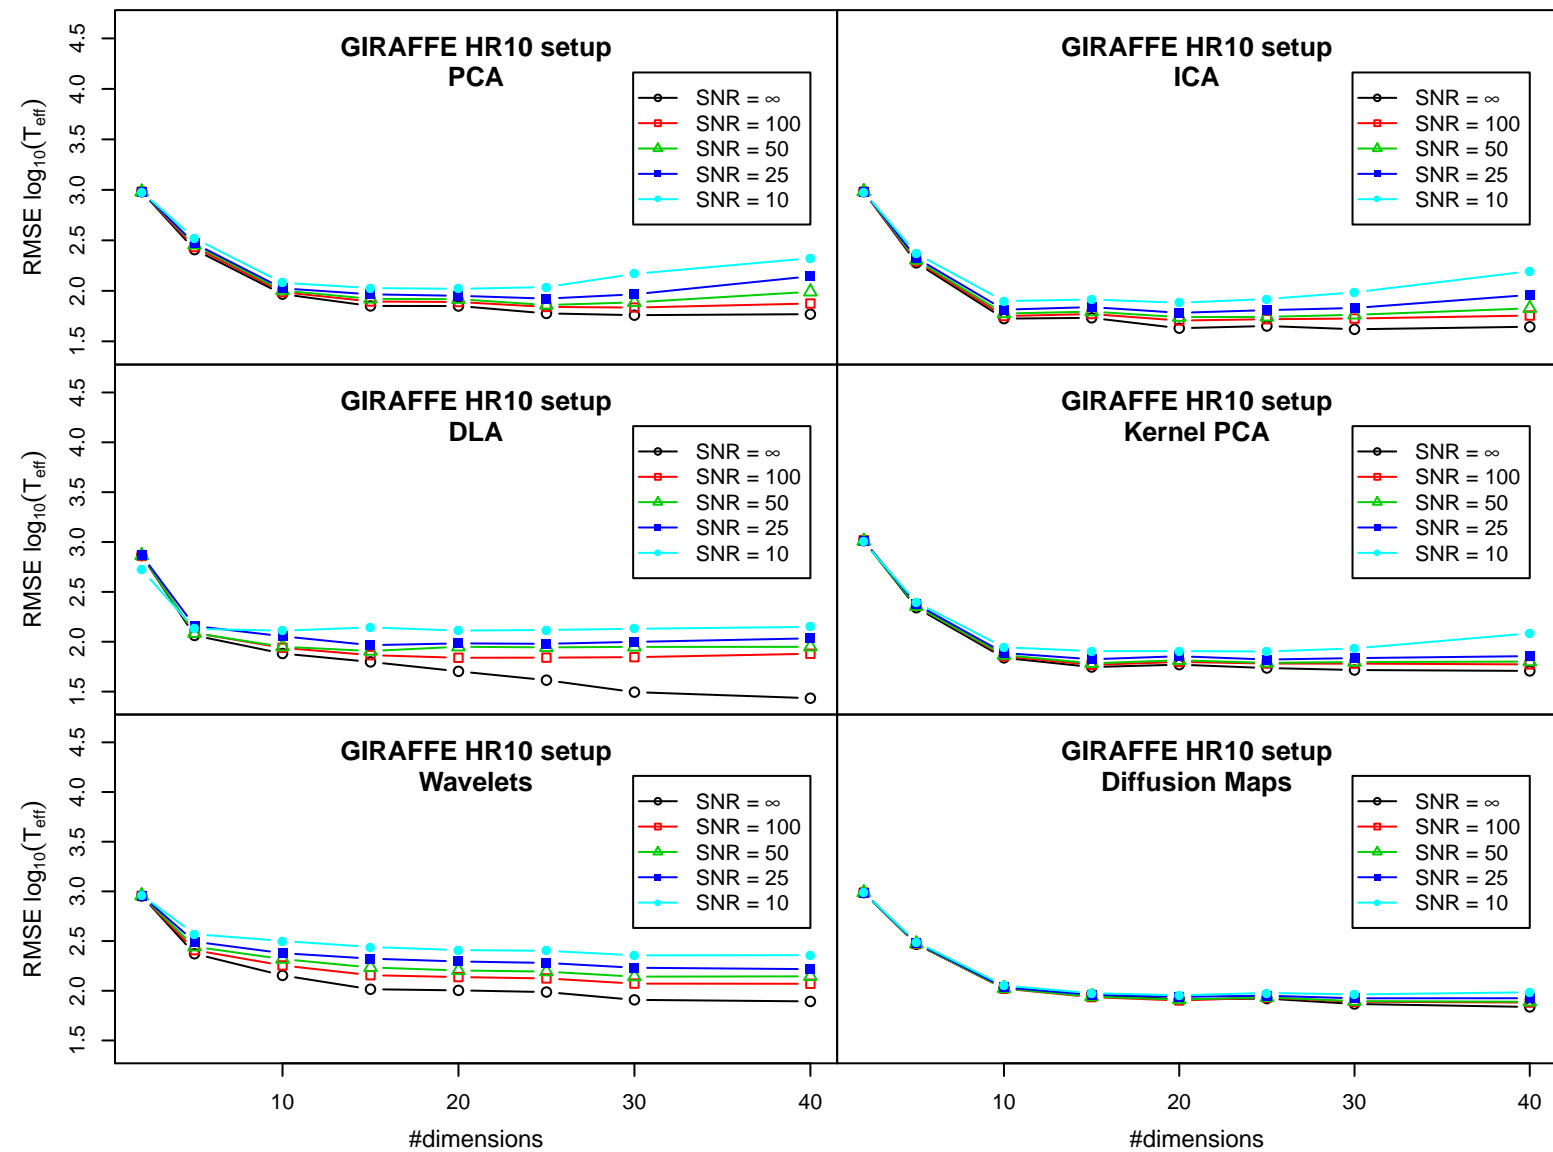 GIRAFFE HR10 setup
PCA
RMSE log10(Teff)
4.5
4.0
3.5
3.0
2.5
2.0
1.5
SNR = ∞
SNR = 100
SNR = 50
SNR = 25
SNR = 10
GIRAFFE HR10 setup
ICA
SNR = ∞
SNR = 100
SNR = 50
SNR = 25
SNR = 10
GIRAFFE HR10 setup
DLA
RMSE log10(Teff)
4.5
4.0
3.5
3.0
2.5
2.0
1.5
SNR = ∞
SNR = 100
SNR = 50
SNR = 25
SNR = 10
GIRAFFE HR10 setup
Kernel PCA
SNR = ∞
SNR = 100
SNR = 50
SNR = 25
SNR = 10
GIRAFFE HR10 setup
Wavelets
RMSE log10(Teff)
4.5
4.0
3.5
3.0
2.5
2.0
1.5
SNR = ∞
SNR = 100
SNR = 50
SNR = 25
SNR = 10
10 20 30 40
#dimensions
GIRAFFE HR10 setup
Diffusion Maps
SNR = ∞
SNR = 100
SNR = 50
SNR = 25
SNR = 10
10 20 30 40
#dimensions